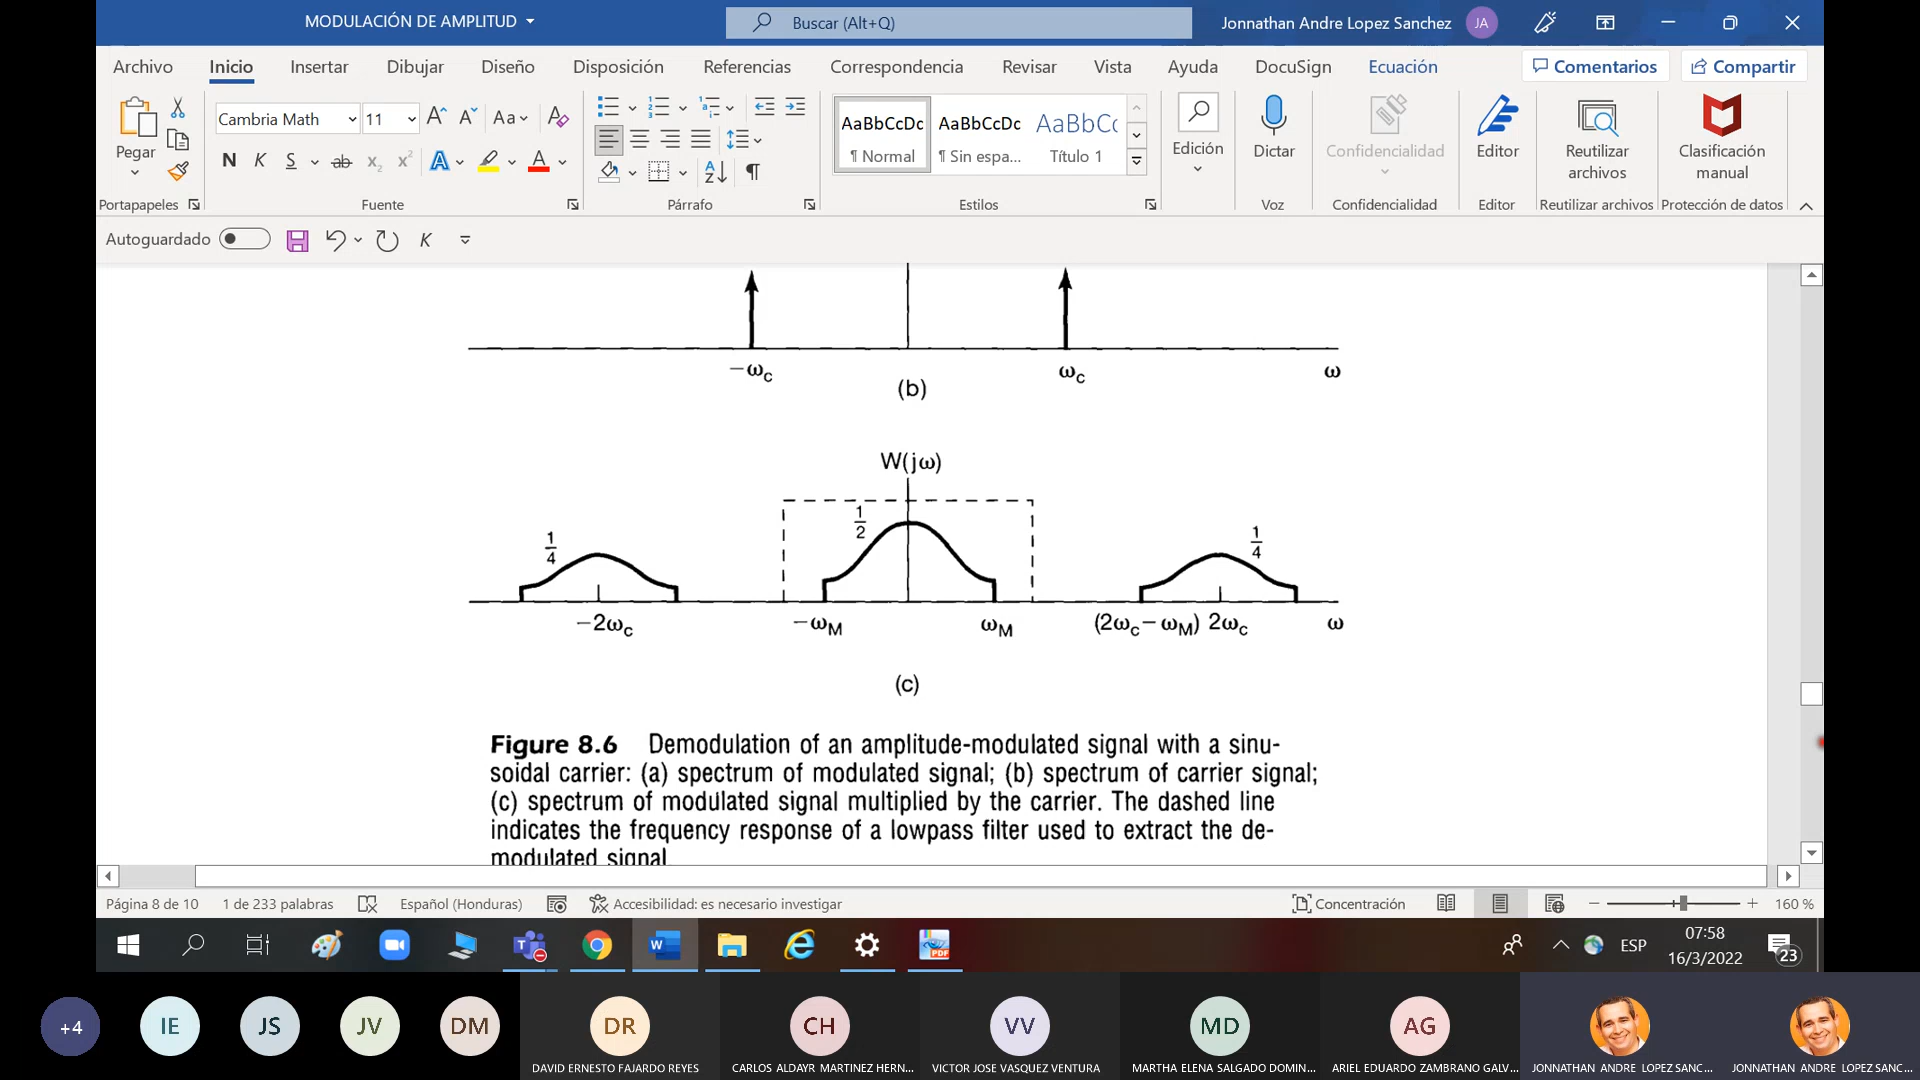 MODULACIÓN DE AMPLITUD
Buscar (Alt+Q)
Jonnathan Andre Lopez Sanchez
JA
Archivo Inicio Insertar Dibujar Diseño Disposición Referencias Correspondencia Revisar Vista Ayuda DocuSign Ecuación
Comentarios
Compartir
Pegar
Portapapeles
Cambria Math 11
Aa
N K S ab x₂ x² A A
Fuente
Párrafo
AaBbCcDc AaBbCcDc AaBbCc
¶ Normal ¶ Sin espa... Título 1
Estilos
Edición
Dictar
Voz
Confidencialidad
Confidencialidad
Editor
Editor
Reutilizar
archivos
Reutilizar archivos
Clasificación
manual
Protección de datos
Autoguardado K
−ωc ωc ω
(b)
W(jω)
1/4 1/2 1/4
−2ωc −ωM ωM (2ωc−ωM) 2ωc ω
(c)
Figure 8.6 Demodulation of an amplitude-modulated signal with a sinu-
soidal carrier: (a) spectrum of modulated signal; (b) spectrum of carrier signal;
(c) spectrum of modulated signal multiplied by the carrier. The dashed line
indicates the frequency response of a lowpass filter used to extract the de-
modulated signal
Página 8 de 10 1 de 233 palabras Español (Honduras) Accesibilidad: es necesario investigar Concentración 160 %
ESP
07:58
16/3/2022
23
+4 IE JS JV DM DR CH VV MD AG
DAVID ERNESTO FAJARDO REYES
CARLOS ALDAYR MARTINEZ HERN...
VICTOR JOSE VASQUEZ VENTURA
MARTHA ELENA SALGADO DOMIN...
ARIEL EDUARDO ZAMBRANO GALV...
JONNATHAN ANDRE LOPEZ SANC...
JONNATHAN ANDRE LOPEZ SANC...